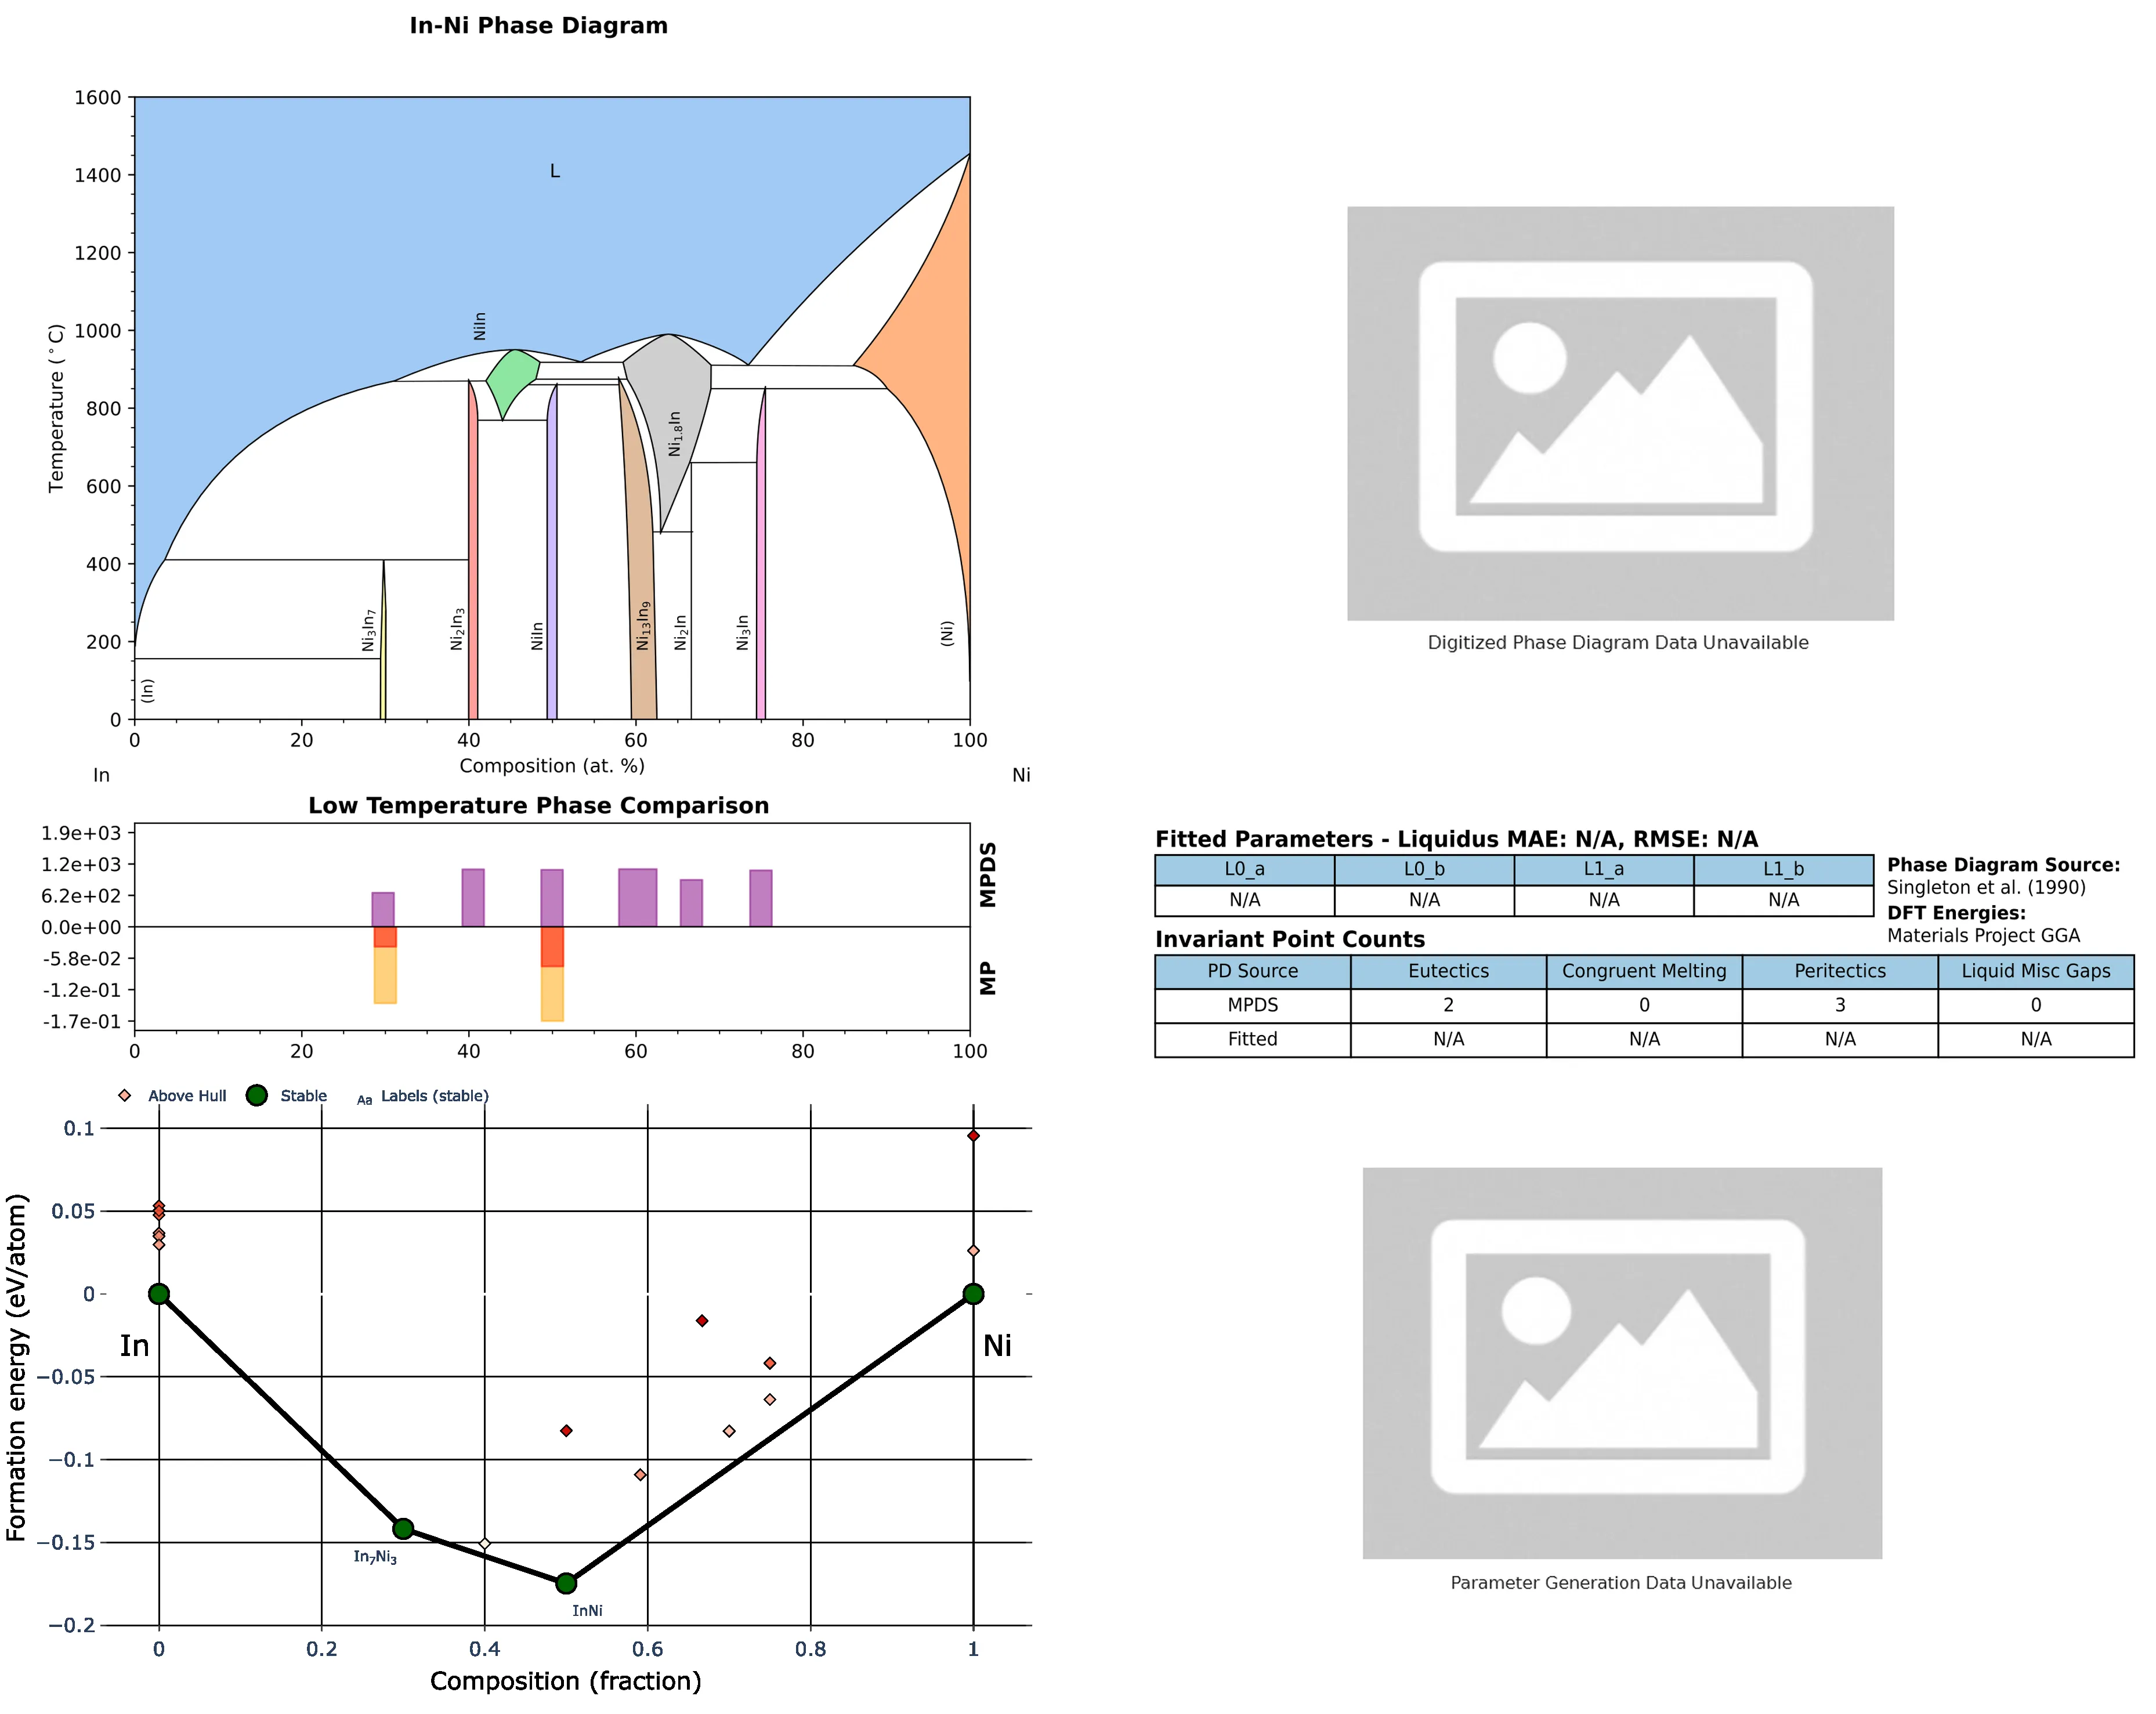 In-Ni Phase Diagram
1600
1400
1200
1000
800
600
400
200
0
Temperature (°C)
L
NiIn
Ni1.8In
Ni3In7
Ni2In3
NiIn
Ni13In9
Ni2In
Ni3In
(Ni)
(In)
0 20 40 60 80 100
Composition (at. %)
In Ni
Digitized Phase Diagram Data Unavailable
Low Temperature Phase Comparison
1.9e+03
1.2e+03
6.2e+02
0.0e+00
-5.8e-02
-1.2e-01
-1.7e-01
MPDS
MP
0 20 40 60 80 100
Fitted Parameters - Liquidus MAE: N/A, RMSE: N/A
L0_a L0_b L1_a L1_b
N/A N/A N/A N/A
Phase Diagram Source:
Singleton et al. (1990)
DFT Energies:
Materials Project GGA
Invariant Point Counts
PD Source Eutectics Congruent Melting Peritectics Liquid Misc Gaps
MPDS 2 0 3 0
Fitted N/A N/A N/A N/A
Above Hull Stable Aa Labels (stable)
0.1
0.05
0
−0.05
−0.1
−0.15
−0.2
Formation energy (eV/atom)
In
Ni
In7Ni3
InNi
0 0.2 0.4 0.6 0.8 1
Composition (fraction)
Parameter Generation Data Unavailable